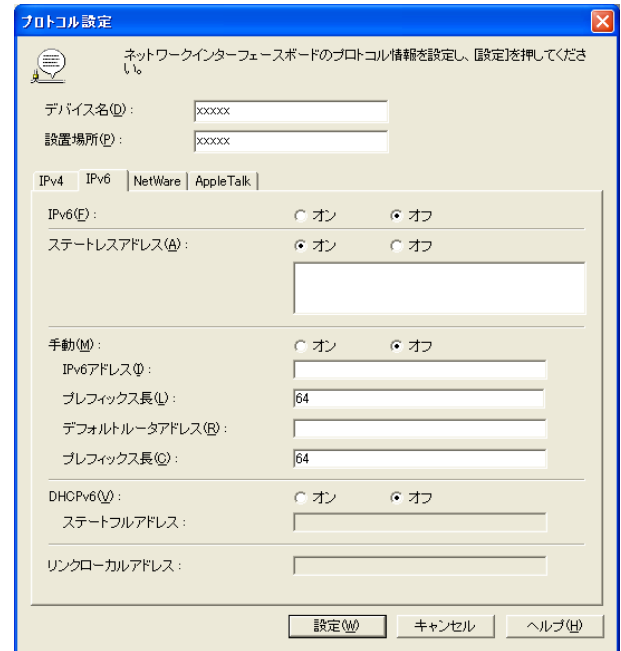 プロトコル設定
ネットワークインターフェースボードのプロトコル情報を設定し、[設定]を押してくださ
い。
デバイス名(D): xxxxx
設置場所(P): xxxxx
IPv4 IPv6 NetWare AppleTalk
IPv6(F): オン オフ
ステートレスアドレス(A): オン オフ
手動(M): オン オフ
IPv6アドレス(I):
プレフィックス長(L): 64
デフォルトルータアドレス(R):
プレフィックス長(C): 64
DHCPv6(V): オン オフ
ステートフルアドレス:
リンクローカルアドレス:
設定(W) キャンセル ヘルプ(H)